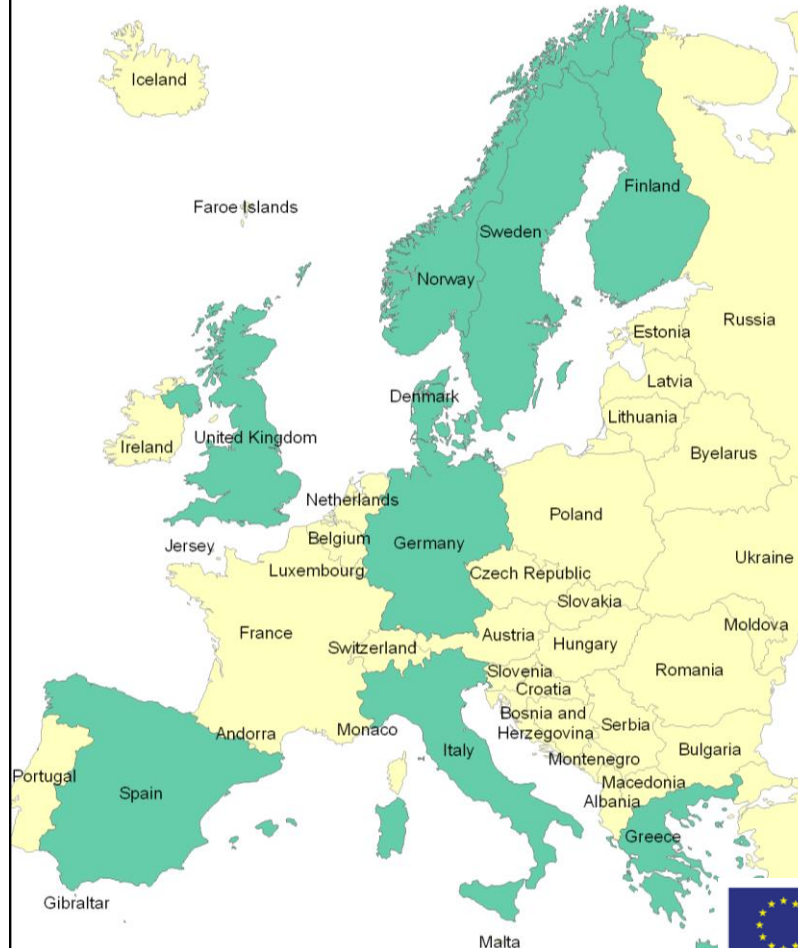 Iceland
Faroe Islands
Finland
Sweden
Norway
Russia
Estonia
Latvia
Denmark
Lithuania
United Kingdom
Ireland
Byelarus
Netherlands
Poland
Belgium
Germany
Jersey
Ukraine
Luxembourg
Czech Republic
Slovakia
Moldova
France
Austria
Switzerland
Hungary
Romania
Slovenia
Croatia
Bosnia and
Herzegovina
Serbia
Andorra
Monaco
Italy
Bulgaria
Montenegro
Portugal
Macedonia
Spain
Albania
Greece
Gibraltar
Malta